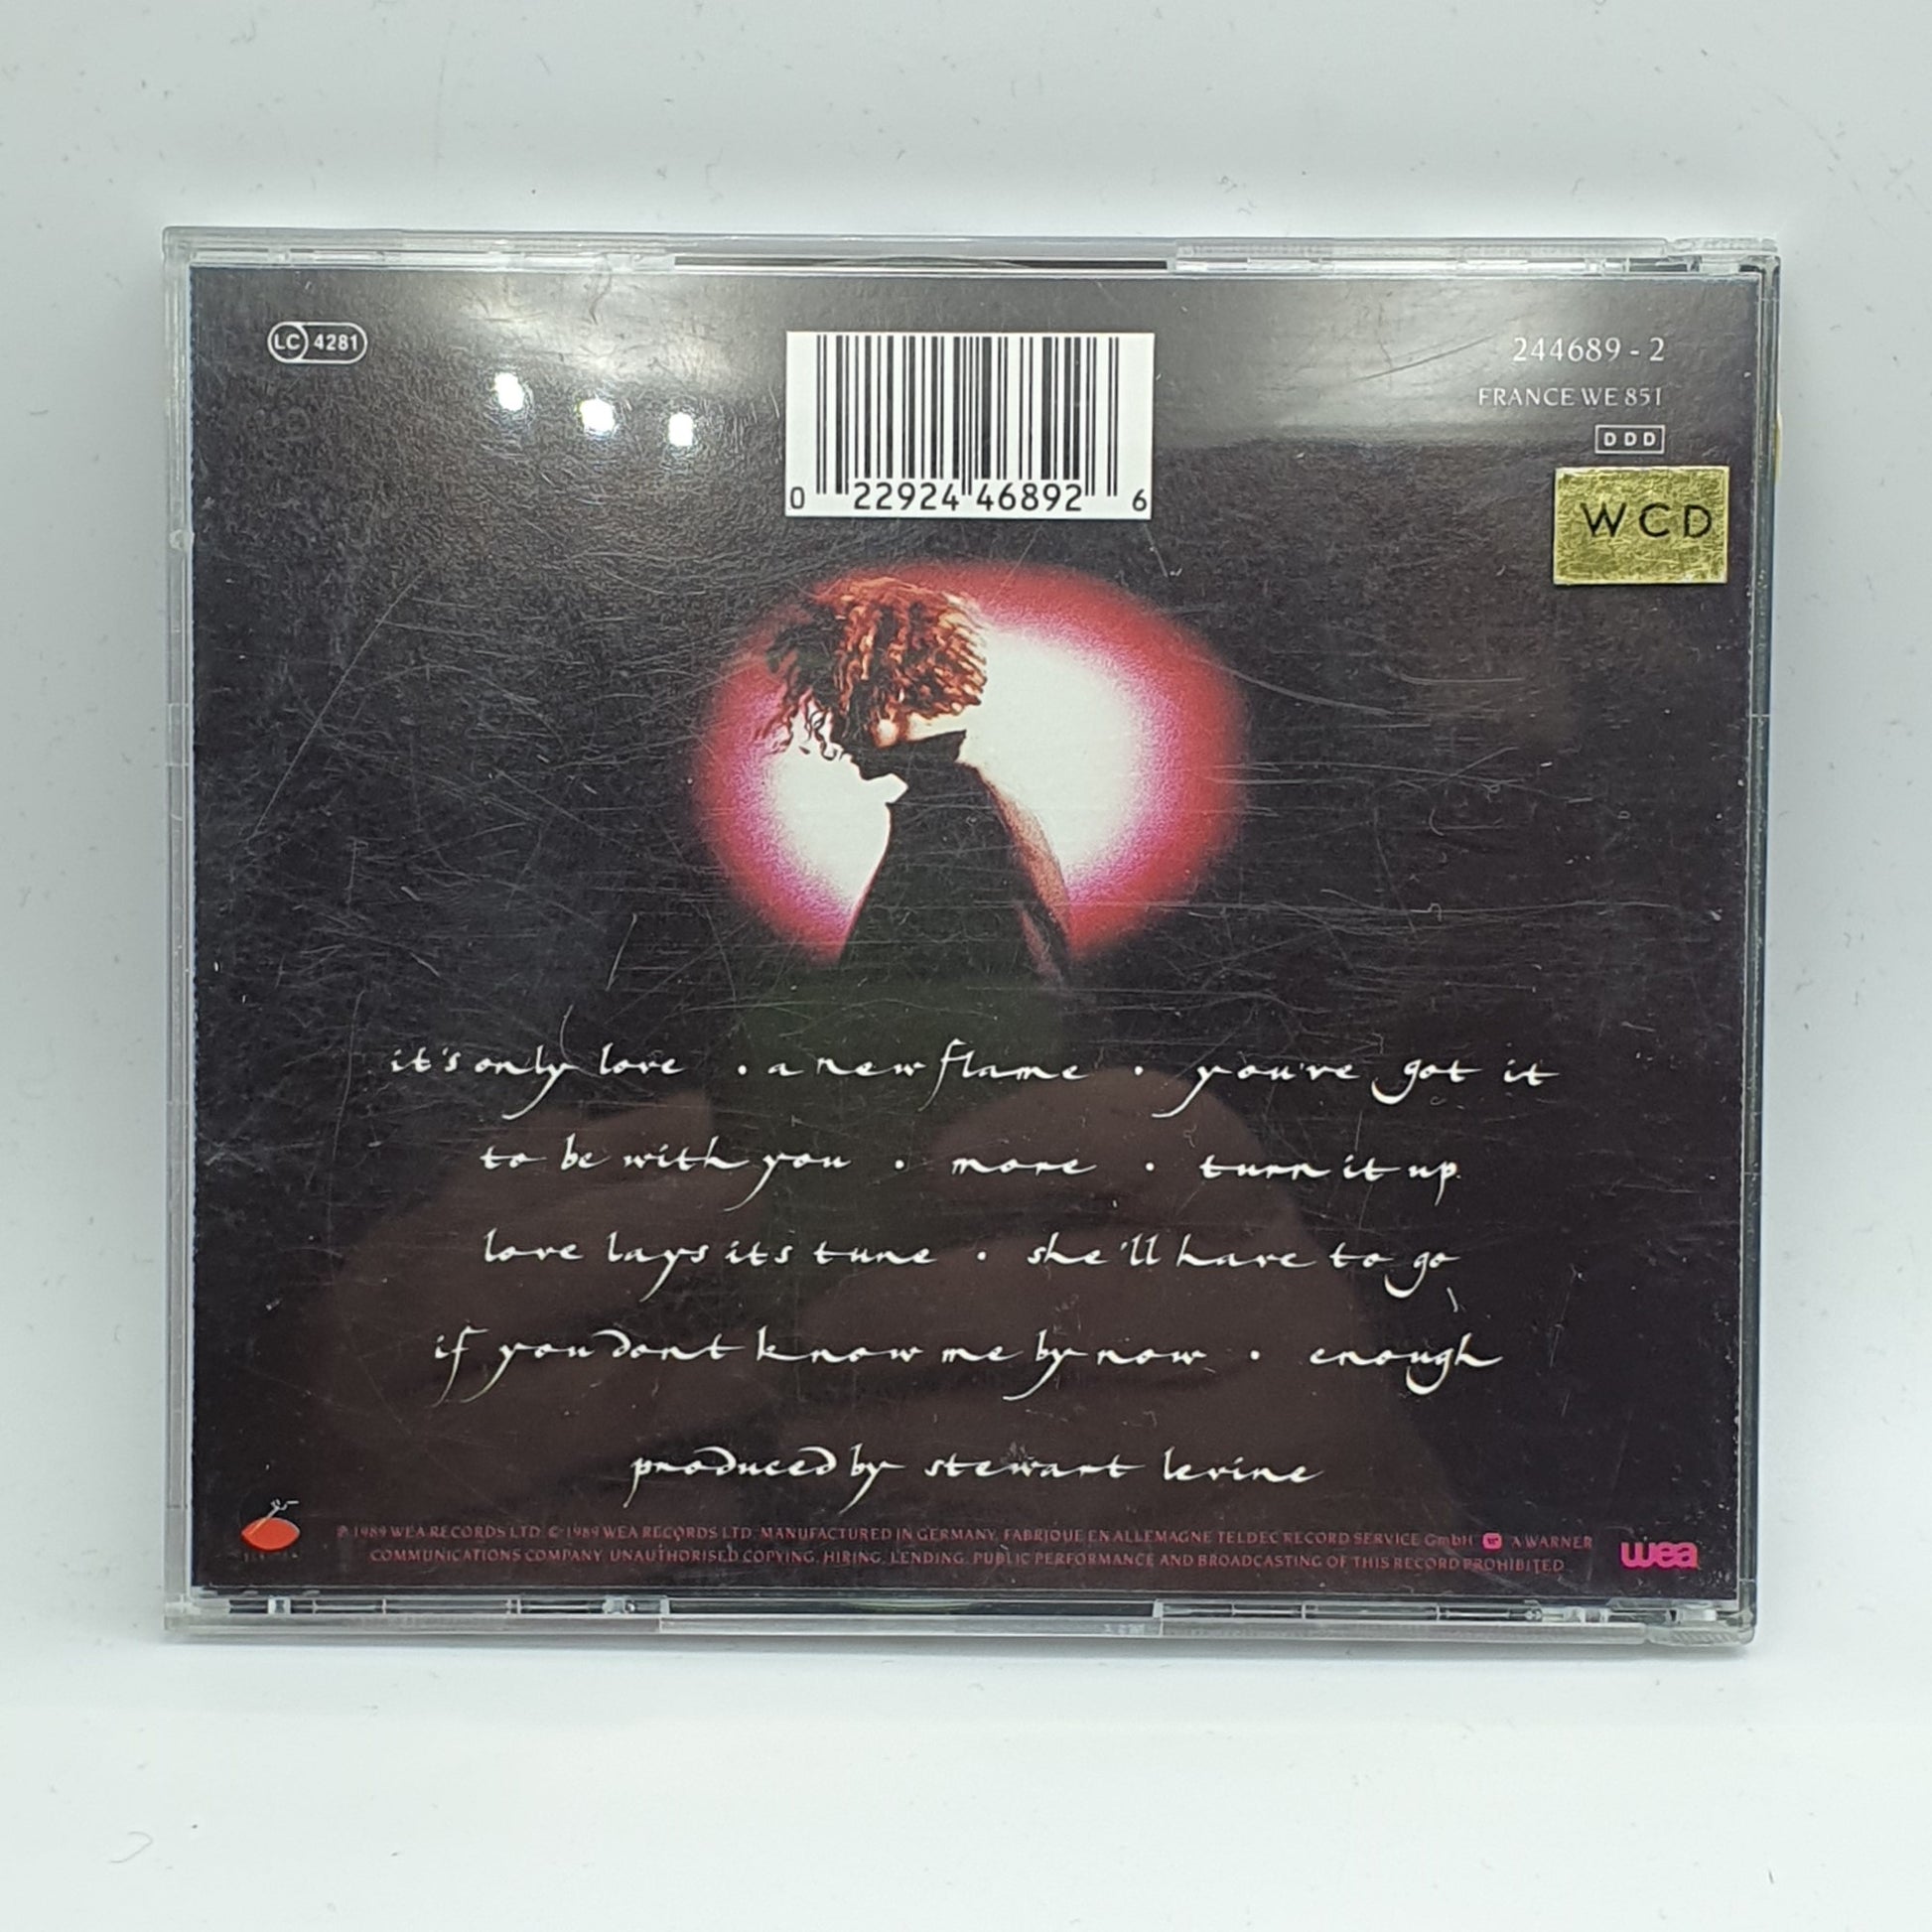 LC 4281
244689 - 2
FRANCE WE 851
DDD
WCD
0 22924 46892 6
it's only love • a new flame • you've got it
to be with you • more • turn it up
love lays its tune • she'll have to go
if you dont know me by now • enough
produced by stewart levine
℗ 1989 WEA RECORDS LTD. © 1989 WEA RECORDS LTD. MANUFACTURED IN GERMANY, FABRIQUE EN ALLEMAGNE TELDEC RECORD SERVICE GmbH A WARNER
COMMUNICATIONS COMPANY. UNAUTHORISED COPYING, HIRING, LENDING, PUBLIC PERFORMANCE AND BROADCASTING OF THIS RECORD PROHIBITED
wea